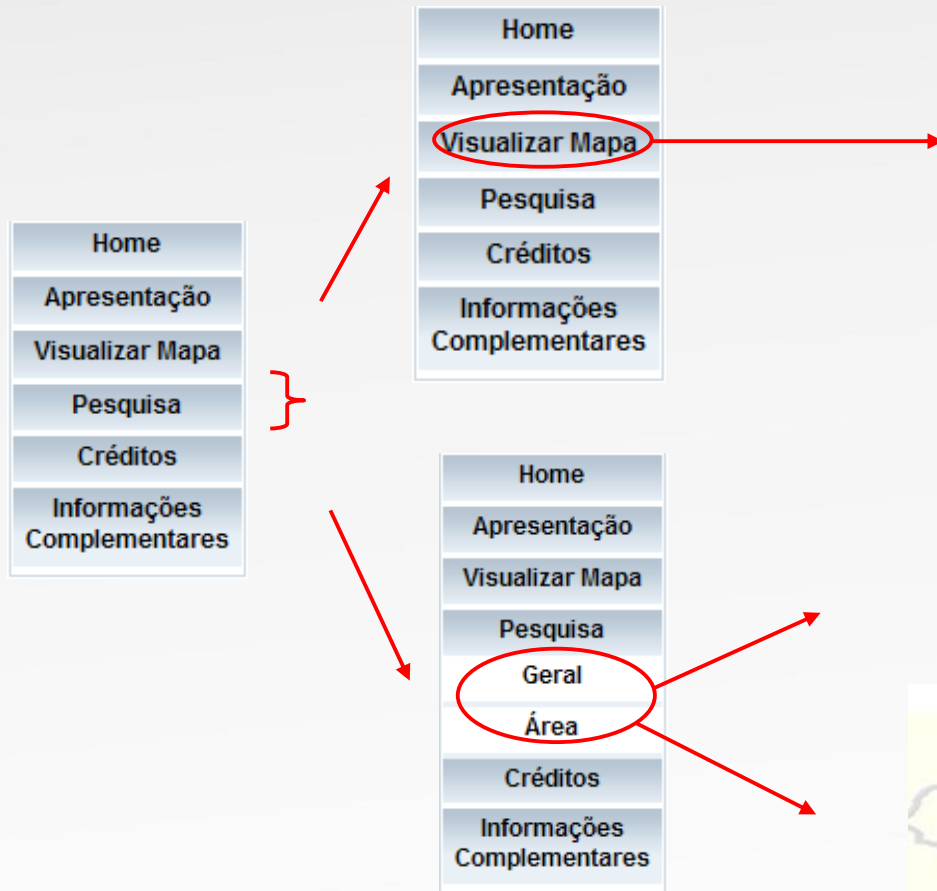 Home
Apresentação
Visualizar Mapa
Pesquisa
Créditos
Informações
Complementares
Home
Apresentação
Visualizar Mapa
Pesquisa
Créditos
Informações
Complementares
Home
Apresentação
Visualizar Mapa
Pesquisa
Geral
Área
Créditos
Informações
Complementares